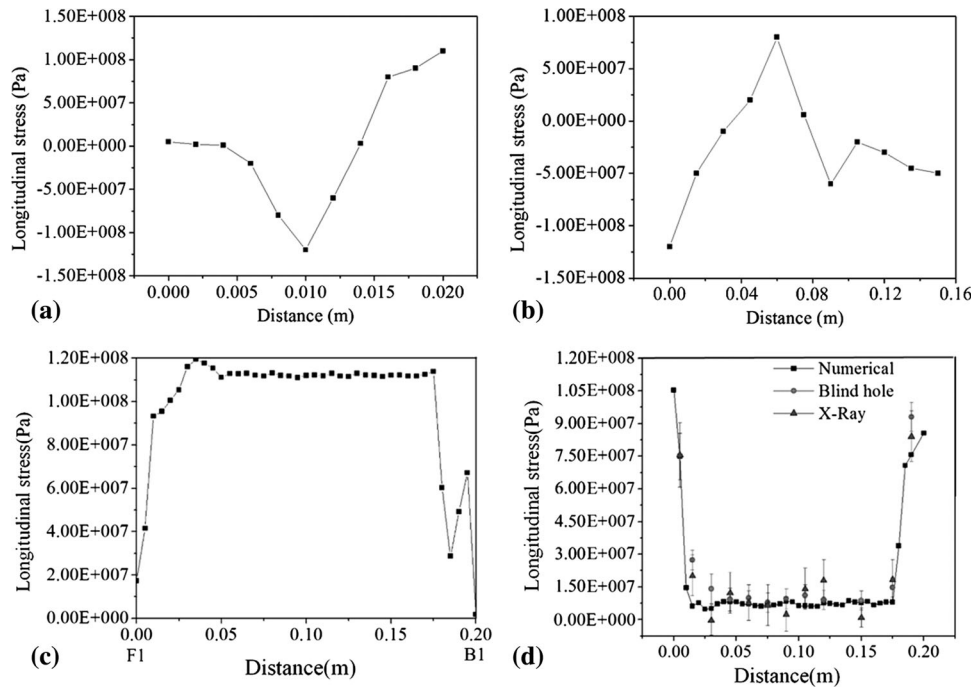 1.50E+008
1.00E+008
5.00E+007
0.00E+000
-5.00E+007
-1.00E+008
-1.50E+008
Longitudinal stress (Pa)
0.000 0.005 0.010 0.015 0.020
Distance (m)
(a)
1.00E+008
5.00E+007
0.00E+000
-5.00E+007
-1.00E+008
-1.50E+008
Longitudinal stress (Pa)
0.00 0.04 0.08 0.12 0.16
Distance (m)
(b)
1.20E+008
1.00E+008
8.00E+007
6.00E+007
4.00E+007
2.00E+007
0.00E+000
Longitudinal stress(Pa)
0.00 0.05 0.10 0.15 0.20
F1 B1
Distance(m)
(c)
1.20E+008
1.05E+008
9.00E+007
7.50E+007
6.00E+007
4.50E+007
3.00E+007
1.50E+007
0.00E+000
Longitudinal stress(Pa)
Numerical
Blind hole
X-Ray
0.00 0.05 0.10 0.15 0.20
Distance(m)
(d)